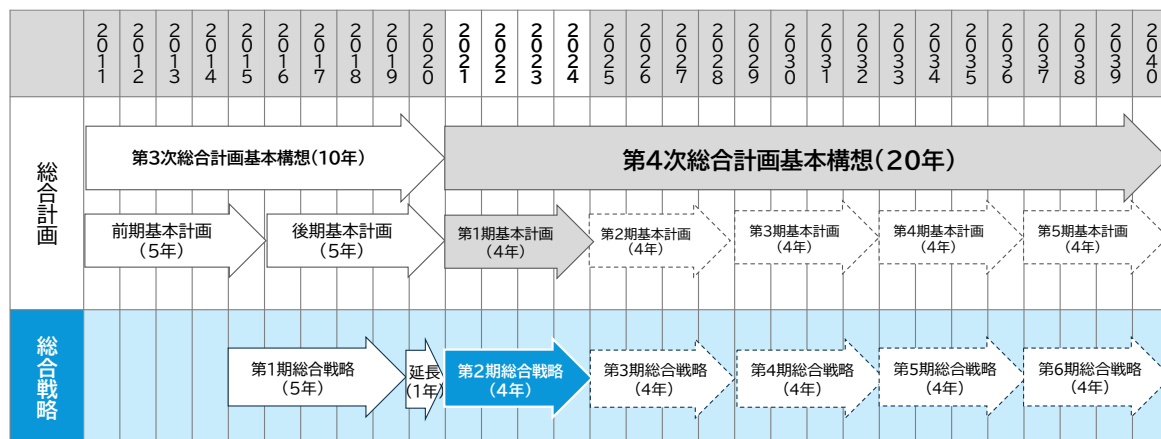 2011 2012 2013 2014 2015 2016 2017 2018 2019 2020 2021 2022 2023 2024 2025 2026 2027 2028 2029 2030 2031 2032 2033 2034 2035 2036 2037 2038 2039 2040
総合計画
第3次総合計画基本構想(10年)
第4次総合計画基本構想(20年)
前期基本計画
(5年)
後期基本計画
(5年)
第1期基本計画
(4年)
第2期基本計画
(4年)
第3期基本計画
(4年)
第4期基本計画
(4年)
第5期基本計画
(4年)
総合戦略
第1期総合戦略
(5年)
延長
(1年)
第2期総合戦略
(4年)
第3期総合戦略
(4年)
第4期総合戦略
(4年)
第5期総合戦略
(4年)
第6期総合戦略
(4年)